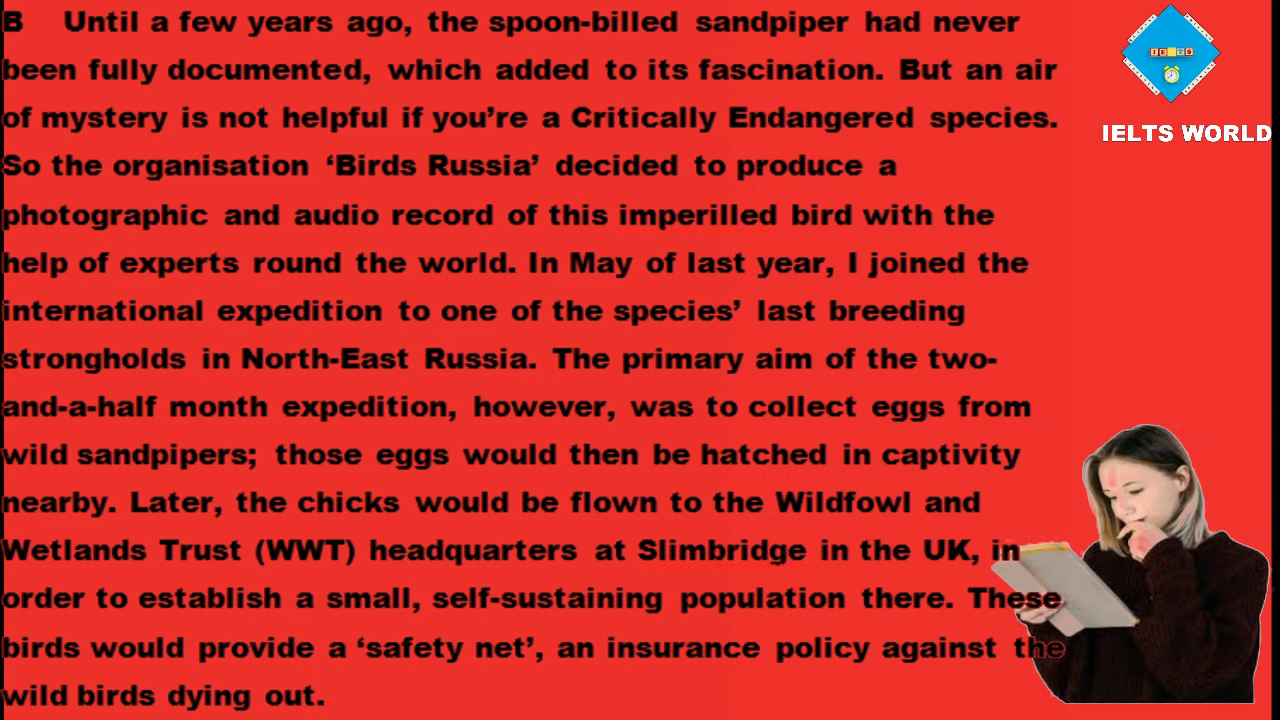 B Until a few years ago, the spoon-billed sandpiper had never
been fully documented, which added to its fascination. But an air
of mystery is not helpful if you’re a Critically Endangered species.
So the organisation ‘Birds Russia’ decided to produce a
photographic and audio record of this imperilled bird with the
help of experts round the world. In May of last year, I joined the
international expedition to one of the species’ last breeding
strongholds in North-East Russia. The primary aim of the two-
and-a-half month expedition, however, was to collect eggs from
wild sandpipers; those eggs would then be hatched in captivity
nearby. Later, the chicks would be flown to the Wildfowl and
Wetlands Trust (WWT) headquarters at Slimbridge in the UK, in
order to establish a small, self-sustaining population there. These
birds would provide a ‘safety net’, an insurance policy against the
wild birds dying out.
IELTS
IELTS WORLD